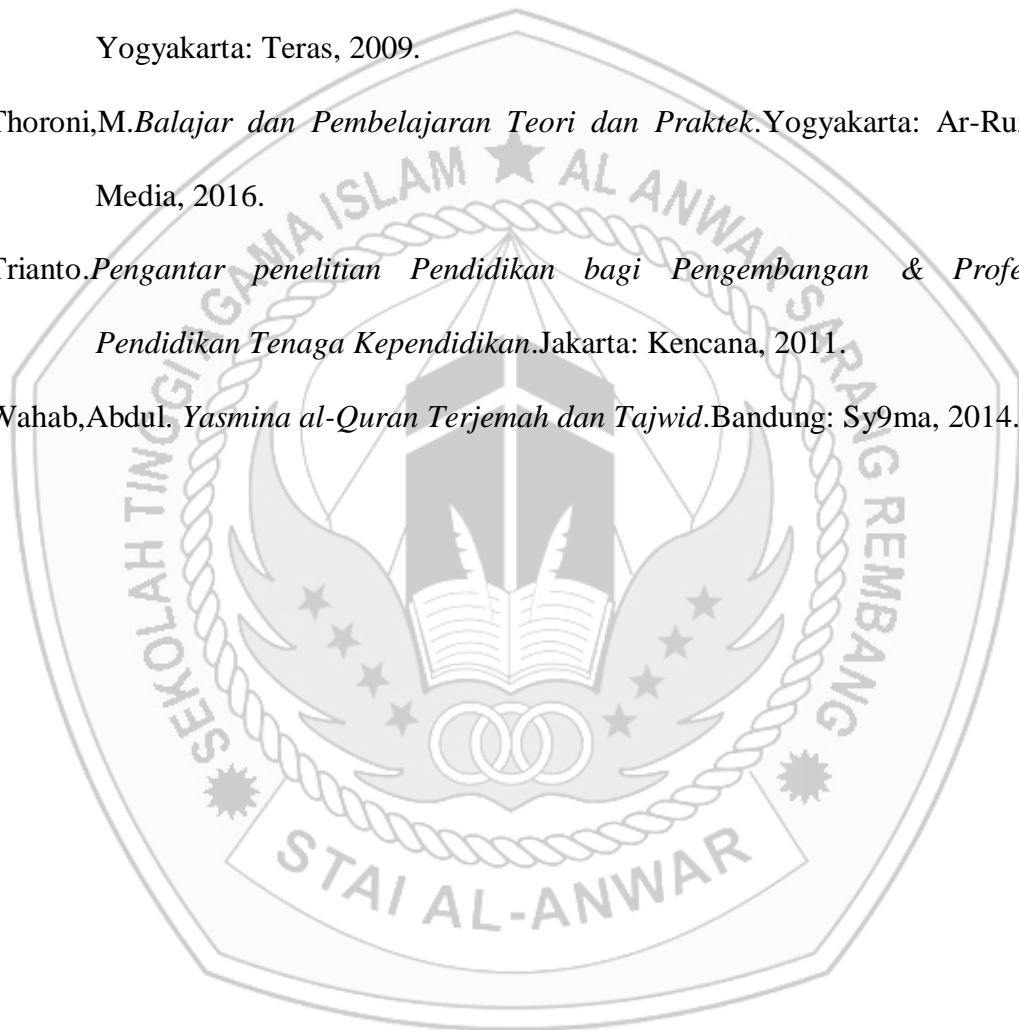 Yogyakarta: Teras, 2009.
Thoroni,M.Balajar dan Pembelajaran Teori dan Praktek.Yogyakarta: Ar-Ru
Media, 2016.
Trianto.Pengantar penelitian Pendidikan bagi Pengembangan & Profe
Pendidikan Tenaga Kependidikan.Jakarta: Kencana, 2011.
Wahab,Abdul. Yasmina al-Quran Terjemah dan Tajwid.Bandung: Sy9ma, 2014.
SEKOLAH TINGGI AGAMA ISLAM ★ AL ANWAR SARANG REMBANG
STAI AL-ANWAR